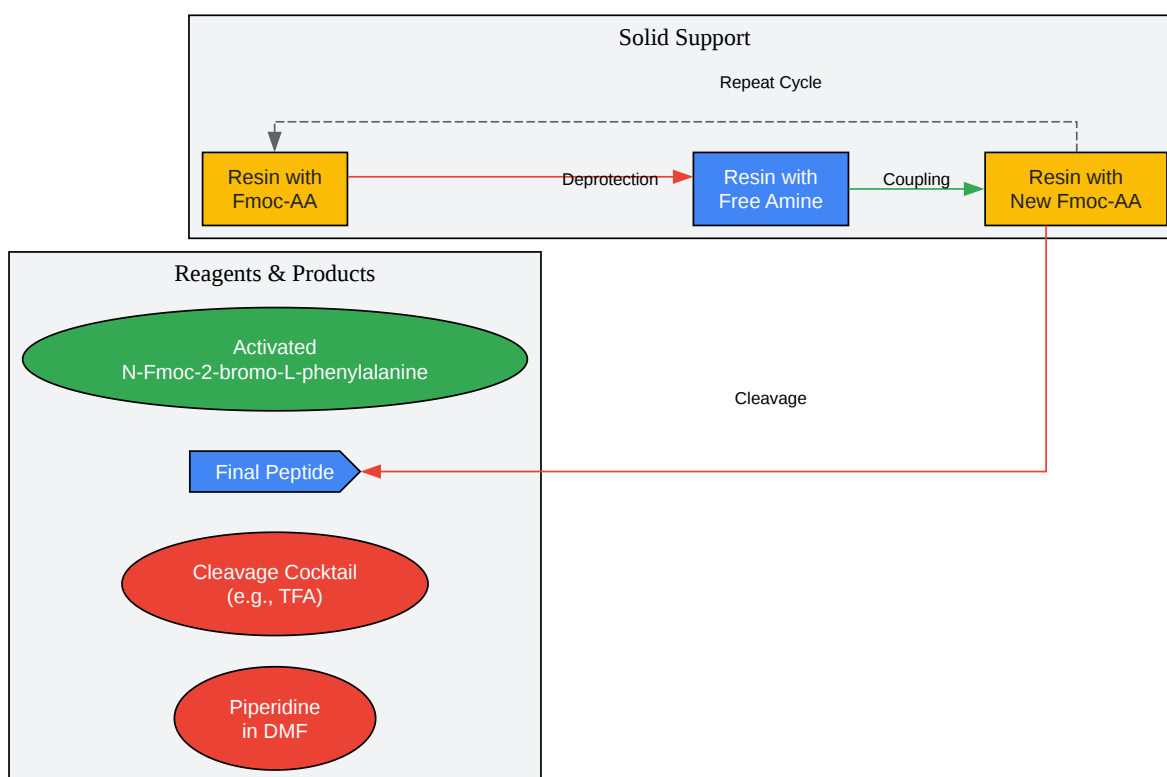 Solid Support
Repeat Cycle
Resin with
Fmoc-AA
Deprotection
Resin with
Free Amine
Coupling
Resin with
New Fmoc-AA
Reagents & Products
Activated
N-Fmoc-2-bromo-L-phenylalanine
Cleavage
Final Peptide
Cleavage Cocktail
(e.g., TFA)
Piperidine
in DMF